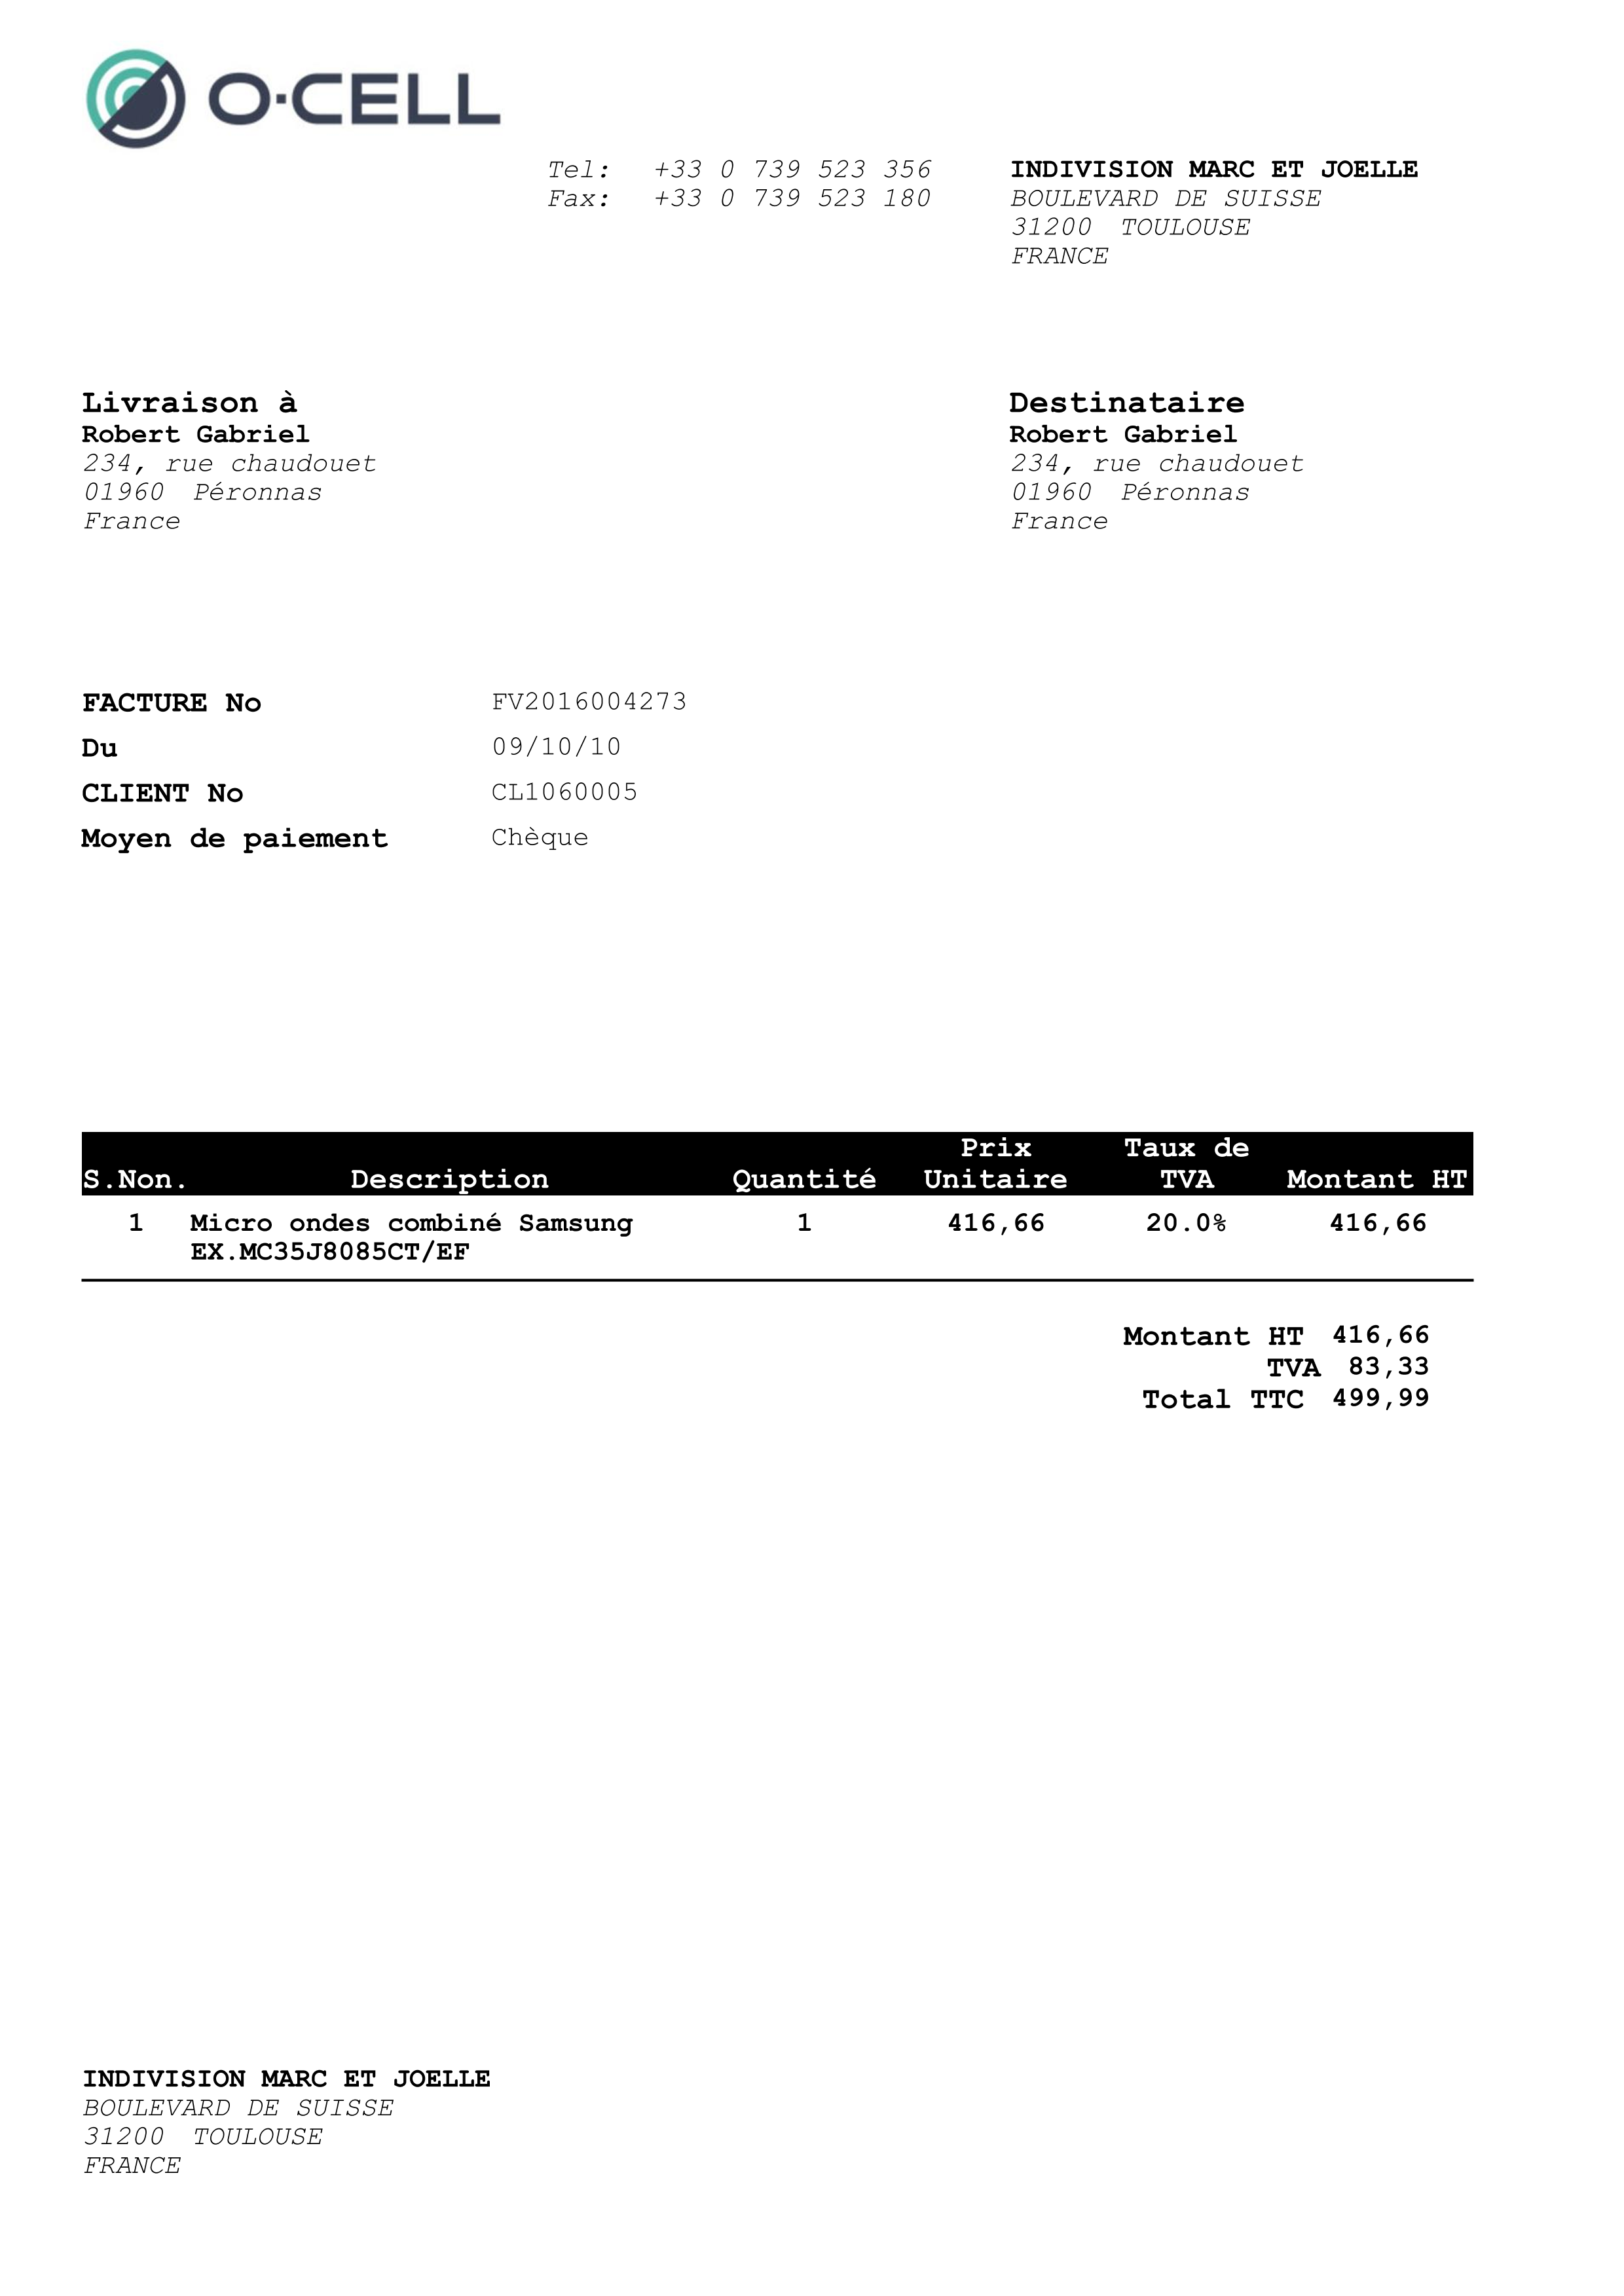 O·CELL
Tel: +33 0 739 523 356
Fax: +33 0 739 523 180
INDIVISION MARC ET JOELLE
BOULEVARD DE SUISSE
31200 TOULOUSE
FRANCE
Livraison à
Robert Gabriel
234, rue chaudouet
01960 Péronnas
France
Destinataire
Robert Gabriel
234, rue chaudouet
01960 Péronnas
France
FACTURE No FV2016004273
Du 09/10/10
CLIENT No CL1060005
Moyen de paiement Chèque
Prix Taux de
S.Non. Description Quantité Unitaire TVA Montant HT
1 Micro ondes combiné Samsung 1 416,66 20.0% 416,66
EX.MC35J8085CT/EF
Montant HT 416,66
TVA 83,33
Total TTC 499,99
INDIVISION MARC ET JOELLE
BOULEVARD DE SUISSE
31200 TOULOUSE
FRANCE